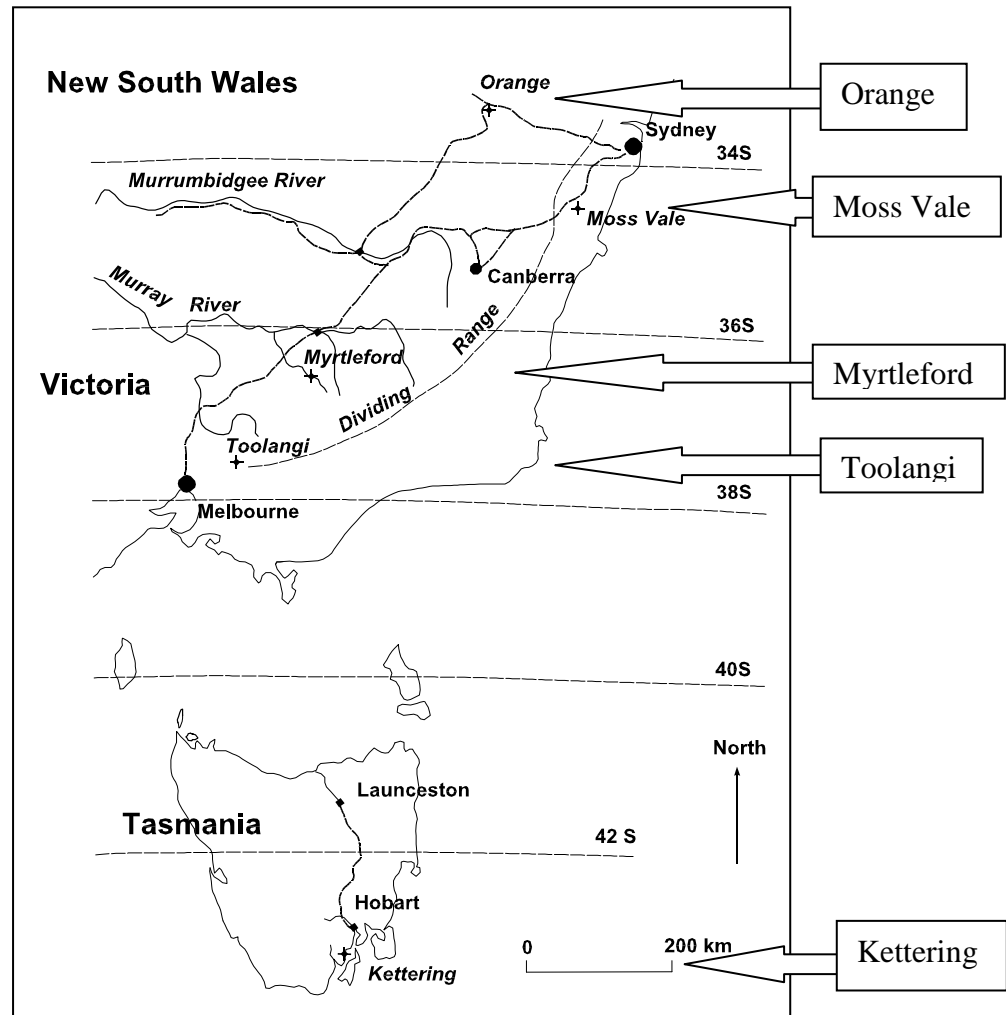 New South Wales
Orange
Orange
Sydney
34S
Murrumbidgee River
Moss Vale
Moss Vale
Canberra
Murray
River
Range
36S
Myrtleford
Myrtleford
Victoria
Dividing
Toolangi
Toolangi
38S
Melbourne
40S
North
Launceston
Tasmania
42 S
Hobart
0
200 km
Kettering
Kettering